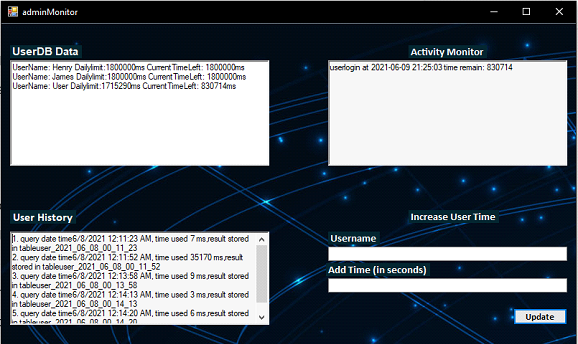 adminMonitor
UserDB Data
UserName: Henry Dailylimit:1800000ms CurrentTimeLeft: 1800000ms
UserName: James Dailylimit:1800000ms CurrentTimeLeft: 1800000ms
UserName: User Dailylimit:1715290ms CurrentTimeLeft: 830714ms
Activity Monitor
userlogin at 2021-06-09 21:25:03 time remain: 830714
User History
1. query date time6/8/2021 12:11:23 AM, time used 7 ms,result stored
in tableuser_2021_06_08_00_11_23
2. query date time6/8/2021 12:11:52 AM, time used 35170 ms,result
stored in tableuser_2021_06_08_00_11_52
3. query date time6/8/2021 12:13:58 AM, time used 9 ms,result stored
in tableuser_2021_06_08_00_13_58
4. query date time6/8/2021 12:14:13 AM, time used 3 ms,result stored
in tableuser_2021_06_08_00_14_13
5. query date time6/8/2021 12:14:20 AM, time used 6 ms,result stored
in tableuser_2021_06_08_00_14_20
Increase User Time
Username
Add Time (in seconds)
Update